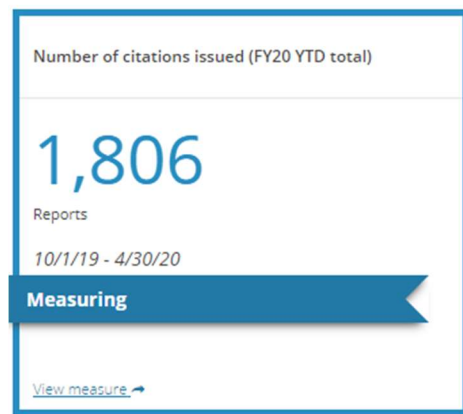 Number of citations issued (FY20 YTD total)
1,806
Reports
10/1/19 - 4/30/20
Measuring
View measure